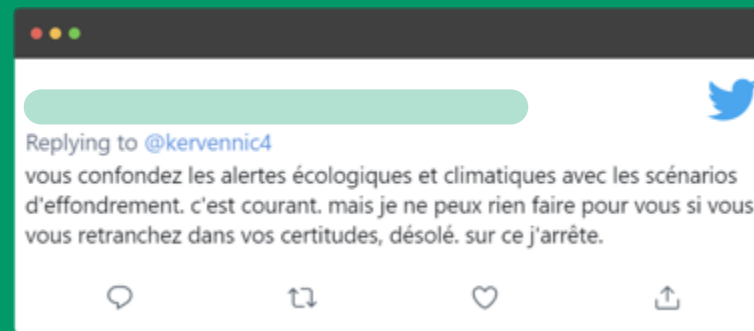 Replying to @kervennic4
vous confondez les alertes écologiques et climatiques avec les scénarios
d'effondrement. c'est courant. mais je ne peux rien faire pour vous si vous
vous retranchez dans vos certitudes, désolé. sur ce j'arrête.